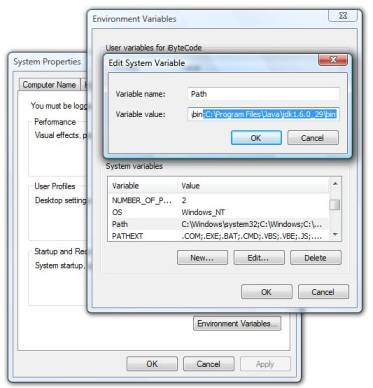 Environment Variables
User variables for iByteCode
Edit System Variable
Variable name: Path
Variable value: \bin;C:\Program Files\Java\jdk1.6.0_29\bin
OK Cancel
System variables
Variable Value
NUMBER_OF_P... 2
OS Windows_NT
Path C:\Windows\system32;C:\Windows;C:\...
PATHEXT .COM;.EXE;.BAT;.CMD;.VBS;.VBE;.JS;....
New... Edit... Delete
OK Cancel
System Properties
Computer Name
You must be logg
Performance
Visual effects, p
User Profiles
Desktop setting
Startup and Rec
System startup,
Environment Variables...
OK Cancel Apply